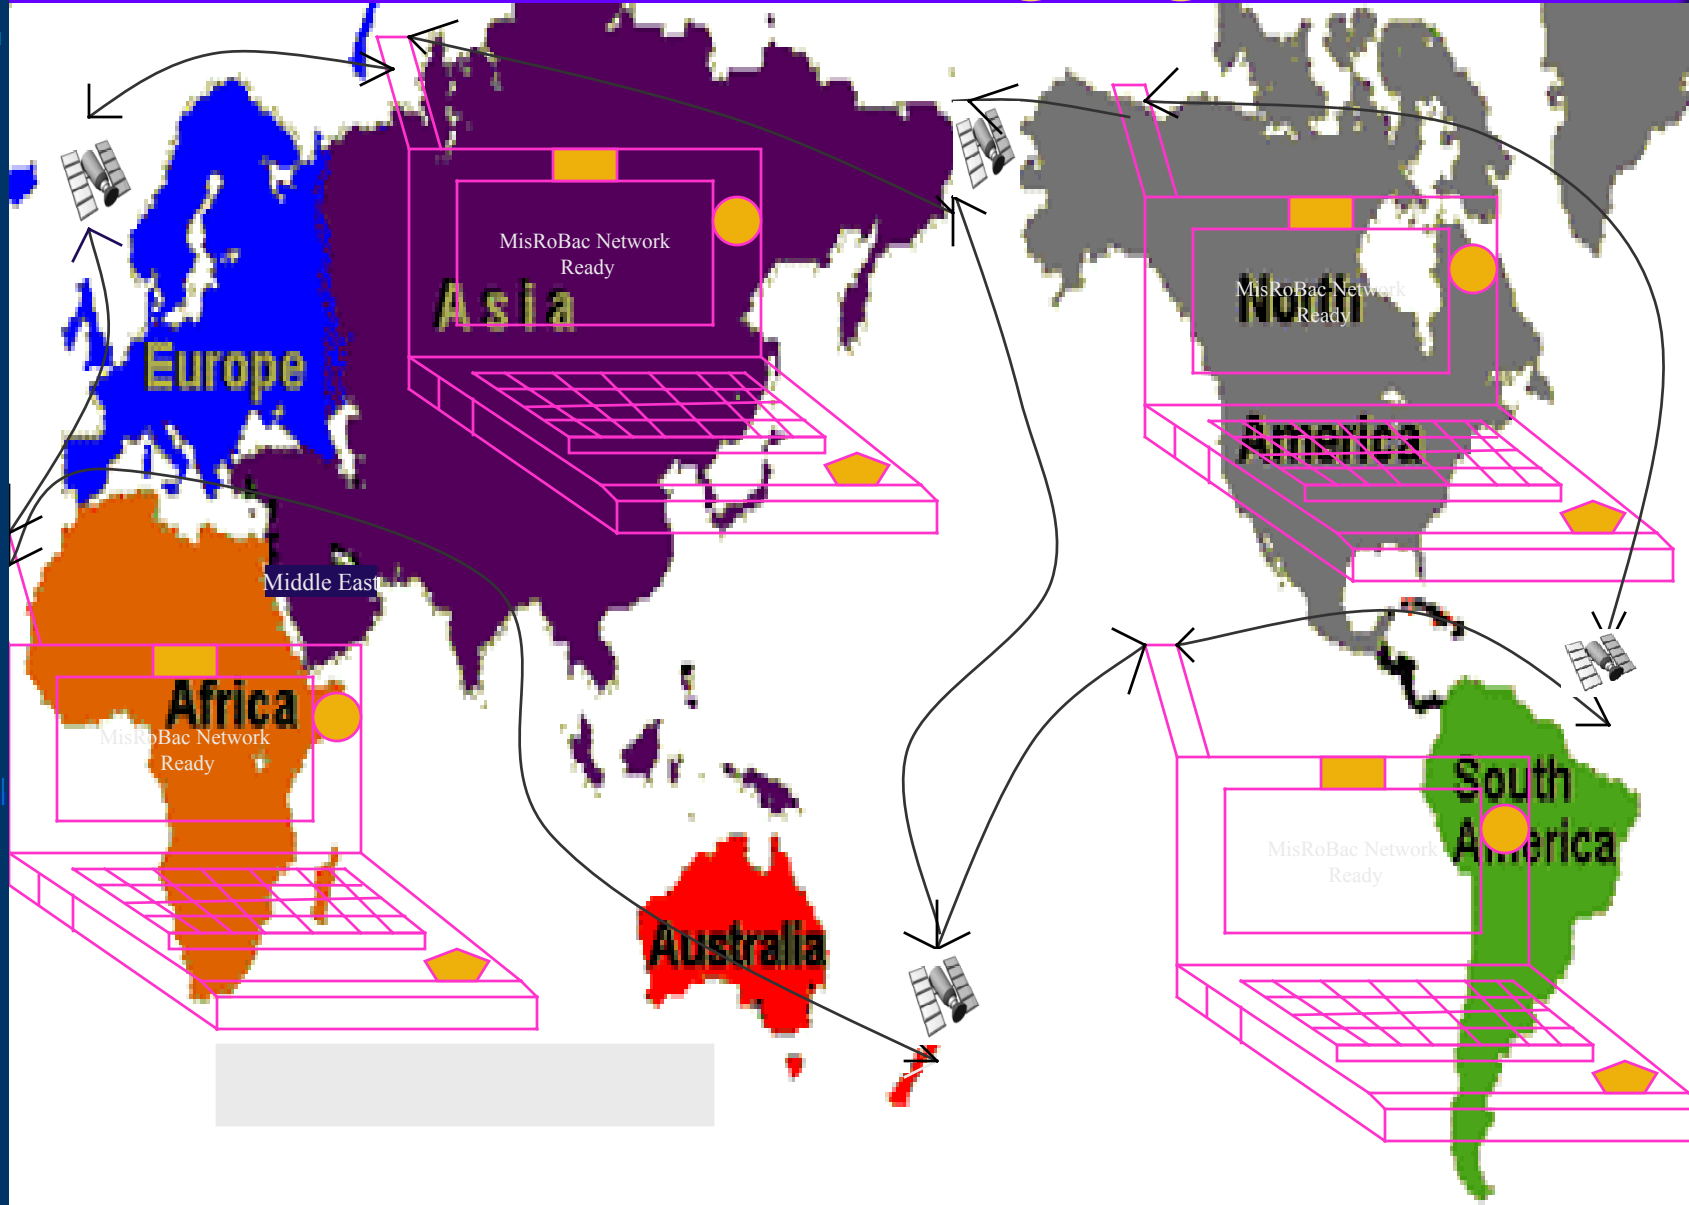 MisRoBac Network
Ready
Asia
MisRoBac Network
North
Ready
Europe
America
Middle East
Africa
MisRoBac Network
Ready
South
America
MisRoBac Network
Ready
Australia